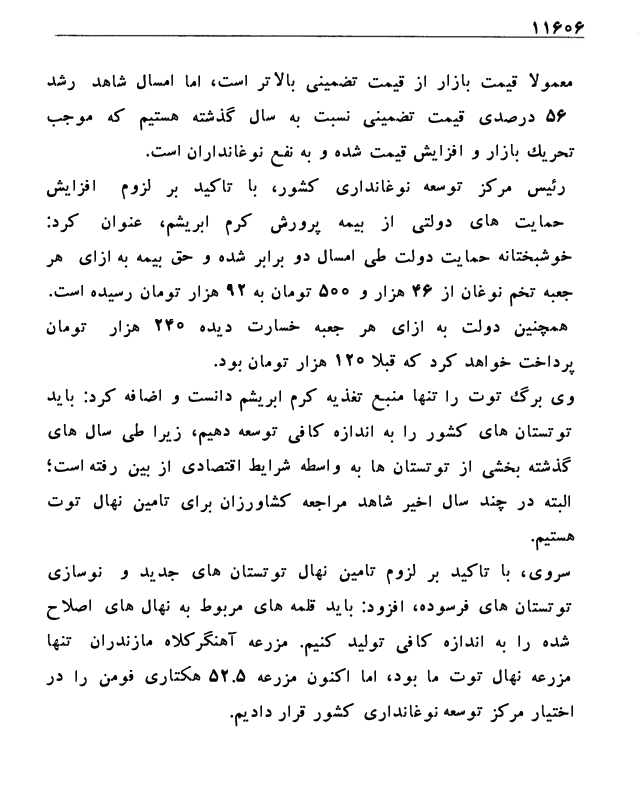 ۱۱۶۰۶
معمولا قیمت بازار از قیمت تضمینی بالاتر است، اما امسال شاهد رشد
۵۶ درصدی قیمت تضمینی نسبت به سال گذشته هستیم که موجب
تحریك بازار و افزایش قیمت شده و به نفع نوغانداران است.
رئیس مرکز توسعه نوغانداری کشور، با تاکید بر لزوم افزایش
حمایت های دولتی از بیمه پرورش کرم ابریشم، عنوان کرد:
خوشبختانه حمایت دولت طی امسال دو برابر شده و حق بیمه به ازای هر
جعبه تخم نوغان از ۴۶ هزار و ۵۰۰ تومان به ۹۲ هزار تومان رسیده است.
همچنین دولت به ازای هر جعبه خسارت دیده ۲۴۰ هزار تومان
پرداخت خواهد کرد که قبلا ۱۲۰ هزار تومان بود.
وی برگ توت را تنها منبع تغذیه کرم ابریشم دانست و اضافه کرد: باید
توتستان های کشور را به اندازه کافی توسعه دهیم، زیرا طی سال های
گذشته بخشی از توتستان ها به واسطه شرایط اقتصادی از بین رفته است؛
البته در چند سال اخیر شاهد مراجعه کشاورزان برای تامین نهال توت
هستیم.
سروی، با تاکید بر لزوم تامین نهال توتستان های جدید و نوسازی
توتستان های فرسوده، افزود: باید قلمه های مربوط به نهال های اصلاح
شده را به اندازه کافی تولید کنیم. مزرعه آهنگرکلاه مازندران تنها
مزرعه نهال توت ما بود، اما اکنون مزرعه ۵۲.۵ هکتاری فومن را در
اختیار مرکز توسعه نوغانداری کشور قرار دادیم.